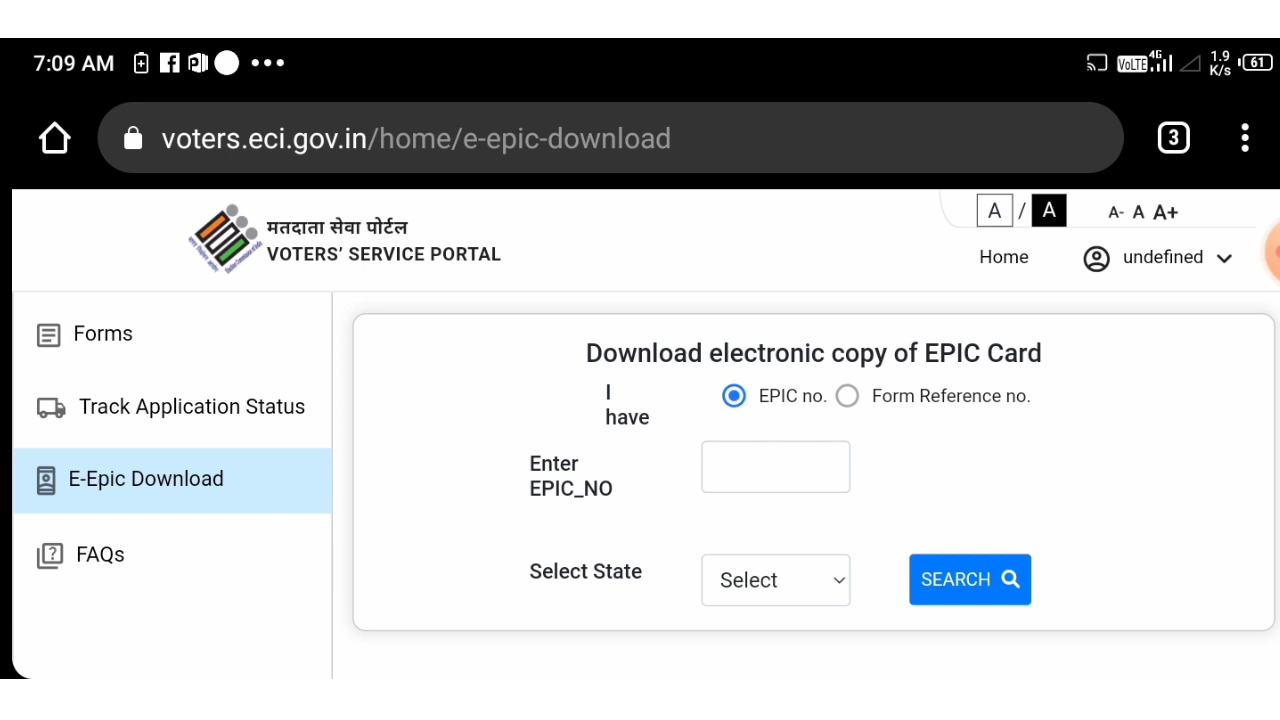 7:09 AM
VoLTE 4G 1.9 K/s 61
voters.eci.gov.in/home/e-epic-download
3
A / A A- A A+
मतदाता सेवा पोर्टल
VOTERS' SERVICE PORTAL
Home undefined
Forms
Track Application Status
E-Epic Download
FAQs
Download electronic copy of EPIC Card
I
have
EPIC no. Form Reference no.
Enter
EPIC_NO
Select State
Select
SEARCH